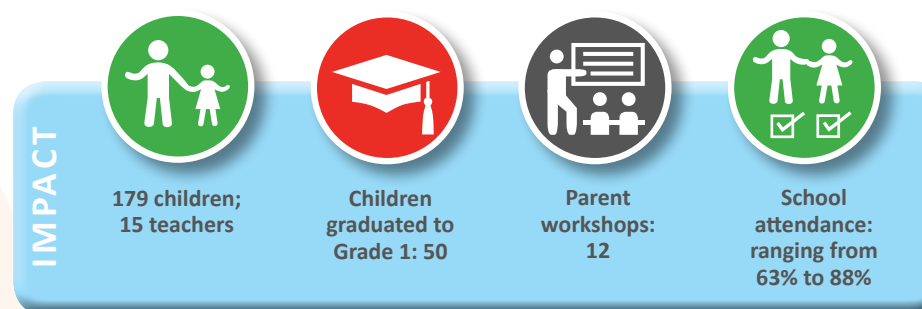 IMPACT
179 children;
15 teachers
Children
graduated to
Grade 1: 50
Parent
workshops:
12
School
attendance:
ranging from
63% to 88%